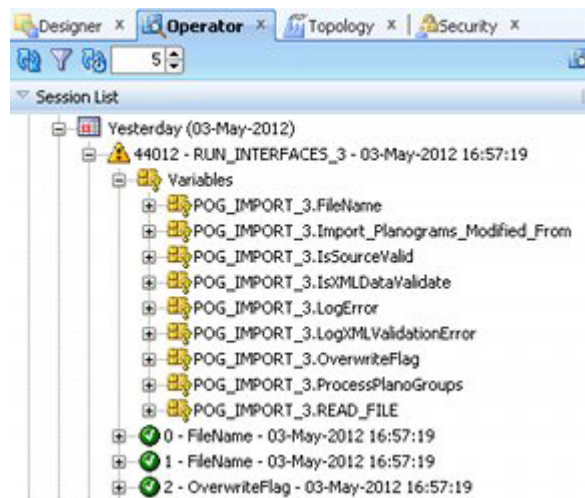 Designer Operator Topology Security
5
Session List
Yesterday (03-May-2012)
44012 - RUN_INTERFACES_3 - 03-May-2012 16:57:19
Variables
POG_IMPORT_3.FileName
POG_IMPORT_3.Import_Planograms_Modified_From
POG_IMPORT_3.IsSourceValid
POG_IMPORT_3.IsXMLDataValidate
POG_IMPORT_3.LogError
POG_IMPORT_3.LogXMLValidationError
POG_IMPORT_3.OverwriteFlag
POG_IMPORT_3.ProcessPlanoGroups
POG_IMPORT_3.READ_FILE
0 - FileName - 03-May-2012 16:57:19
1 - FileName - 03-May-2012 16:57:19
2 - OverwriteFlag - 03-May-2012 16:57:19